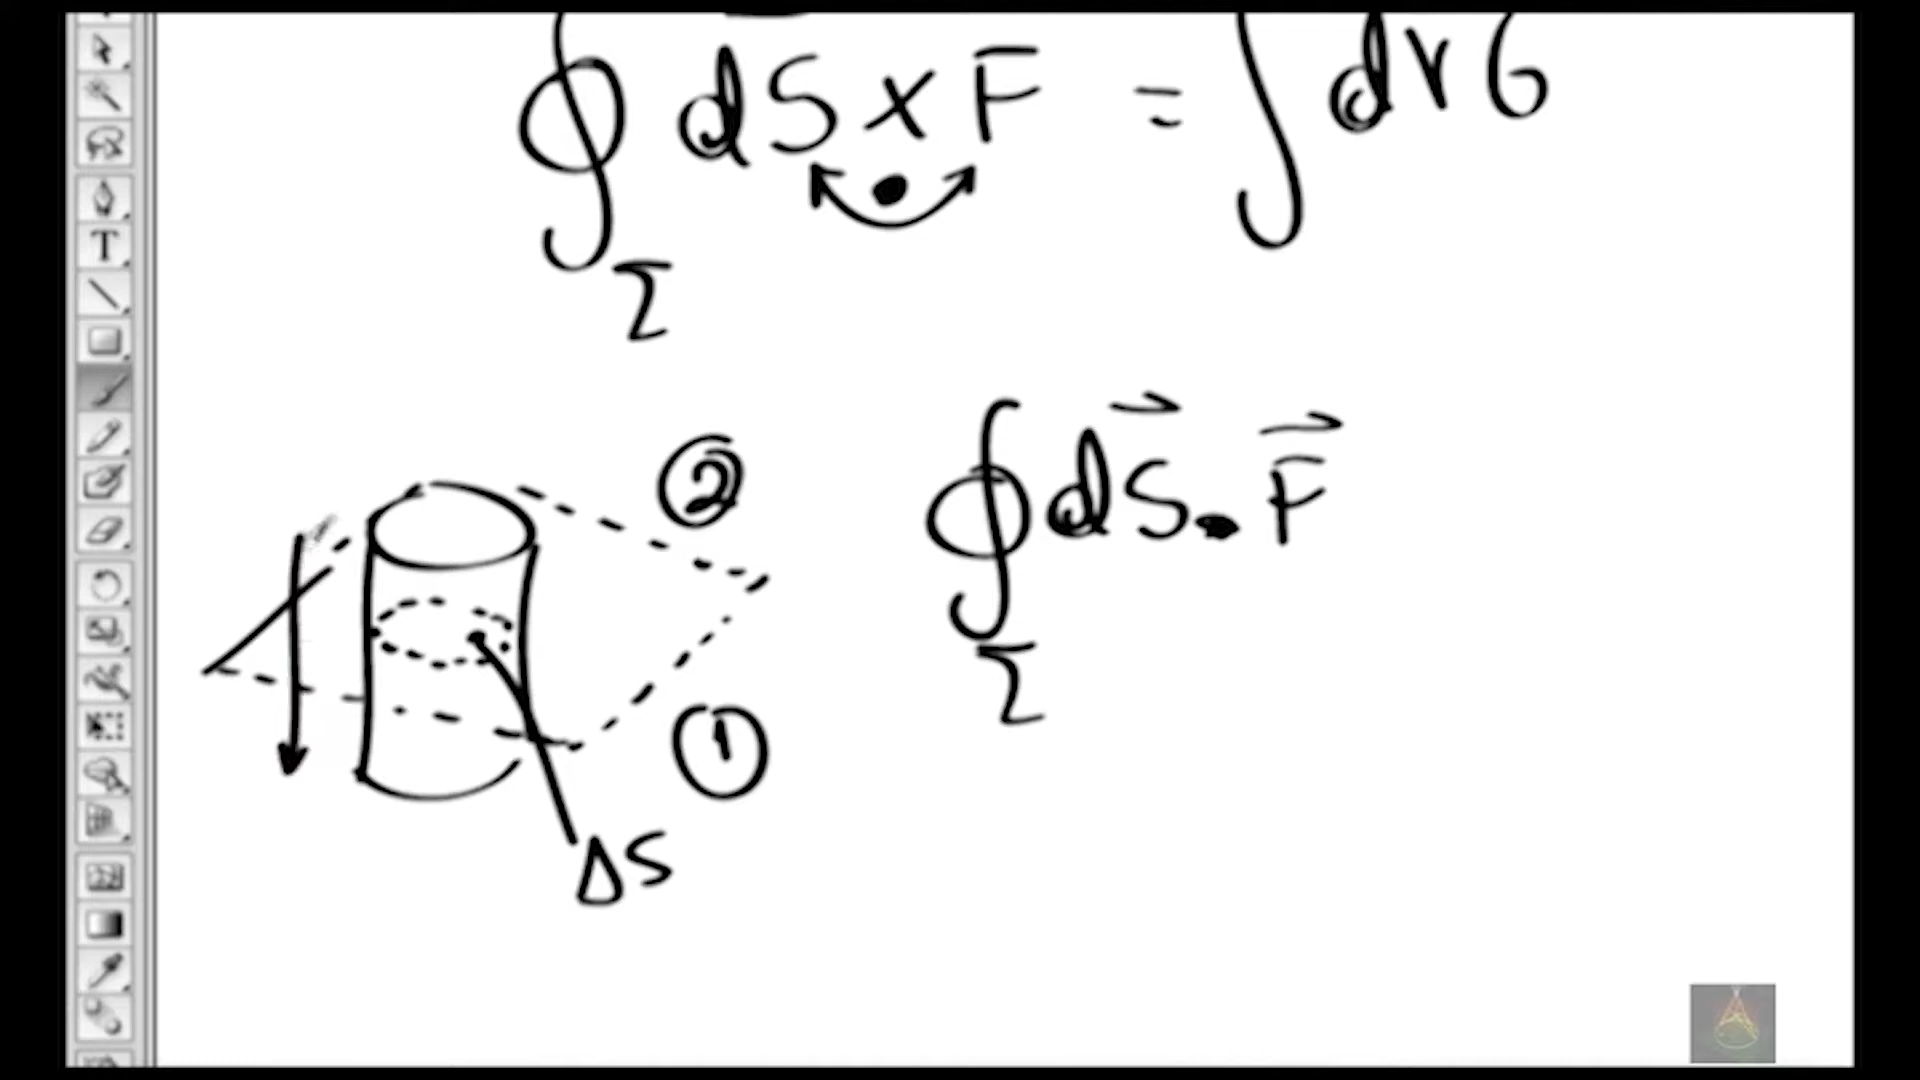 ∮ dS × F = ∫ dv G
Σ
② ∮ dS⃗ · F⃗
Σ
①
ΔS
T